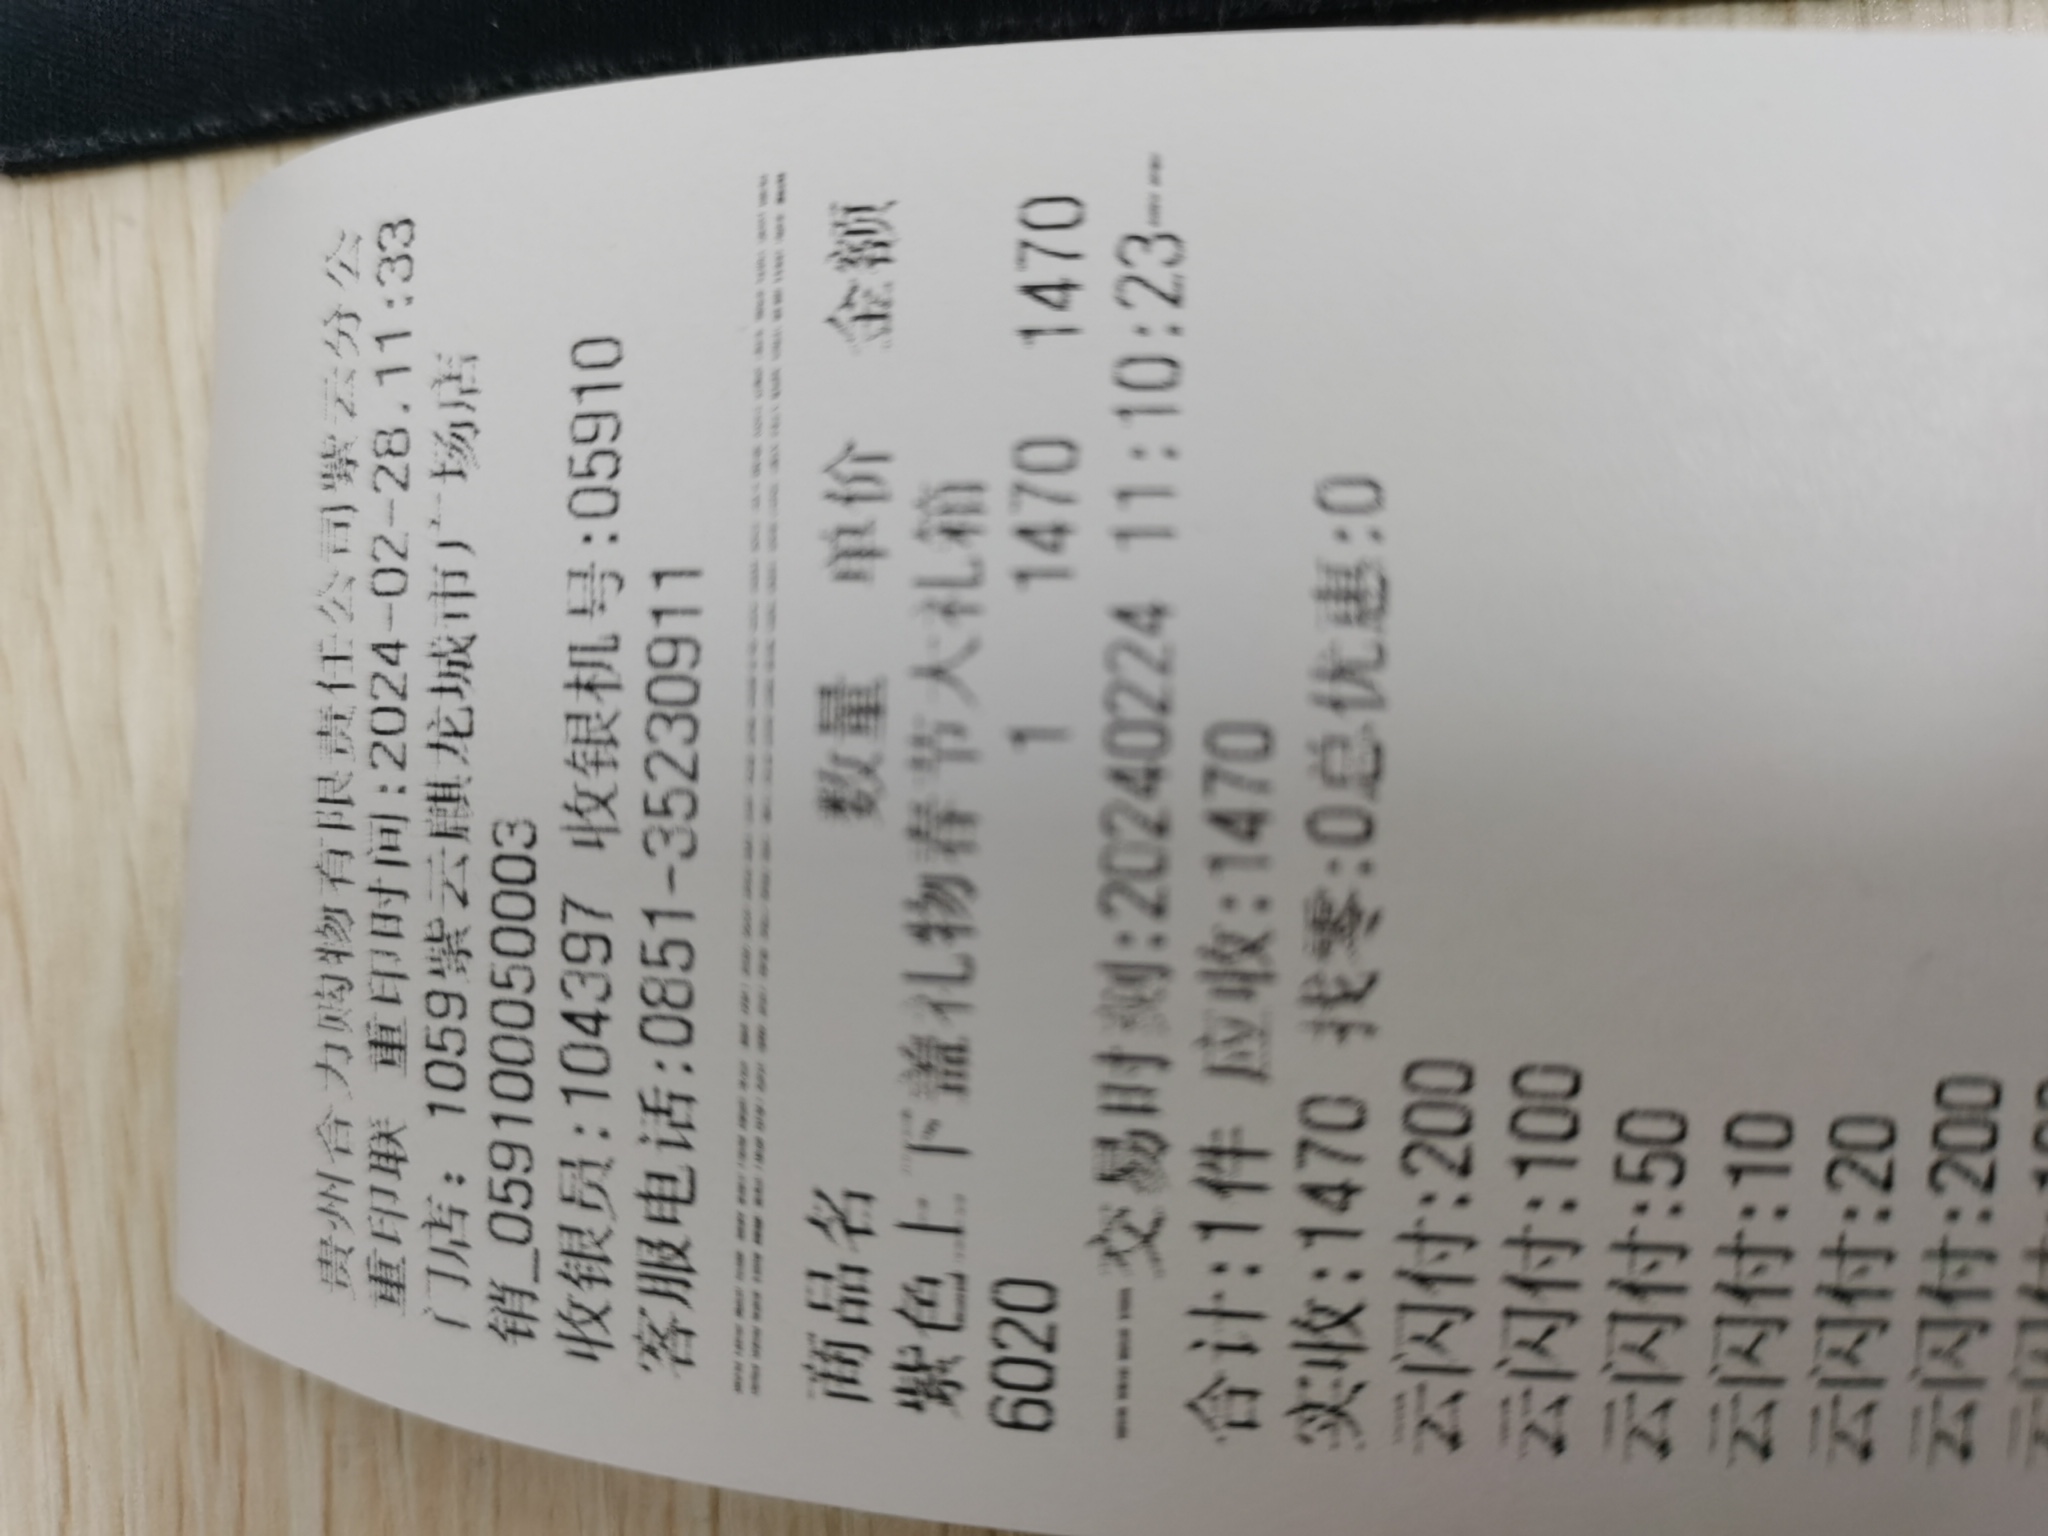 贵州合力购物有限责任公司紫云分公
重印联 重印时间:2024-02-28.11:33
门店: 1059紫云麒龙城市广场店
销_059100050003
收银员:104397 收银机号:05910
客服电话:0851-35230911
商品名 数量 单价 金额
紫色上下盖礼物春节大礼箱
6020 1 1470 1470
----交易时刻:20240224 11:10:23---
合计:1件 应收:1470
实收:1470 找零:0总优惠:0
云闪付:200
云闪付:100
云闪付:50
云闪付:10
云闪付:20
云闪付:200